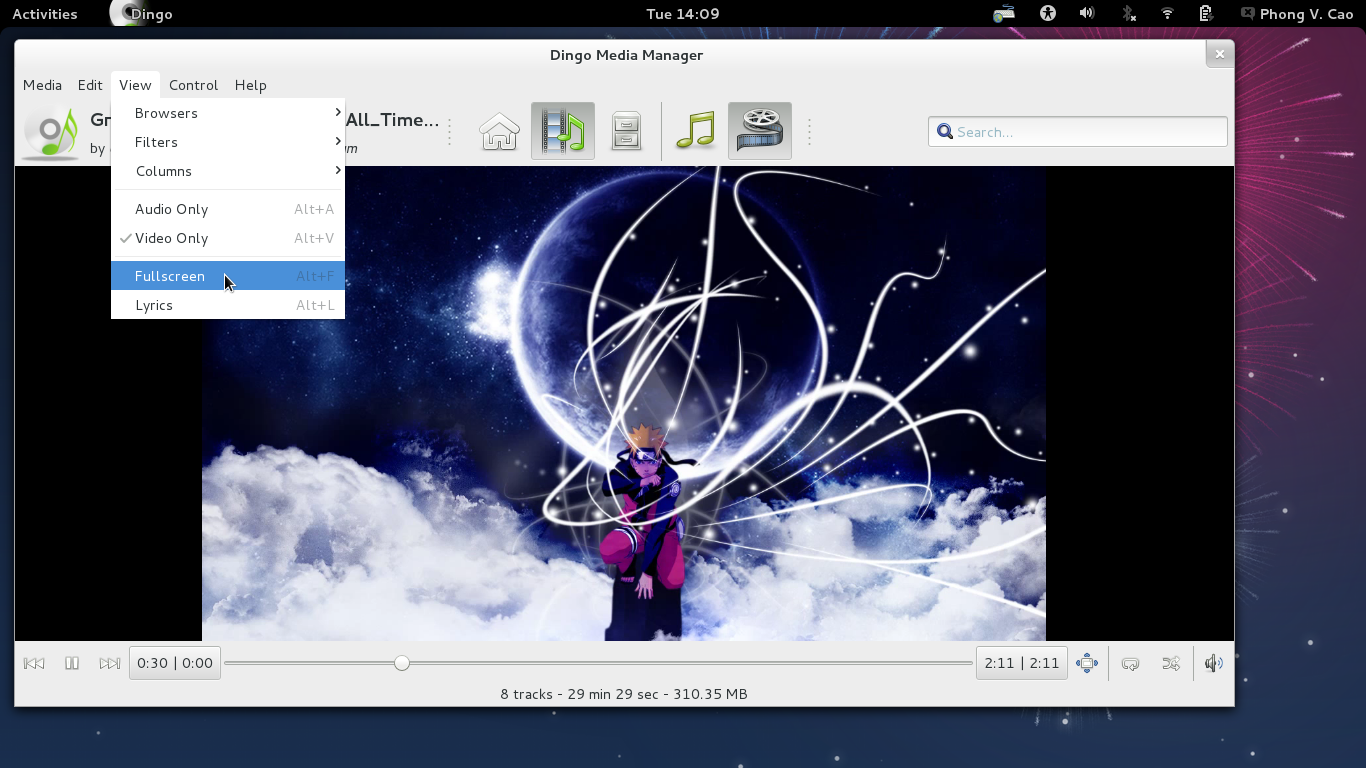 Activities Dingo Tue 14:09 Phong V. Cao
Dingo Media Manager
Media Edit View Control Help
Browsers
All_Time...
Search...
Filters
by
Columns
Audio Only Alt+A
Video Only Alt+V
Fullscreen Alt+F
Lyrics Alt+L
0:30 | 0:00 2:11 | 2:11
8 tracks - 29 min 29 sec - 310.35 MB